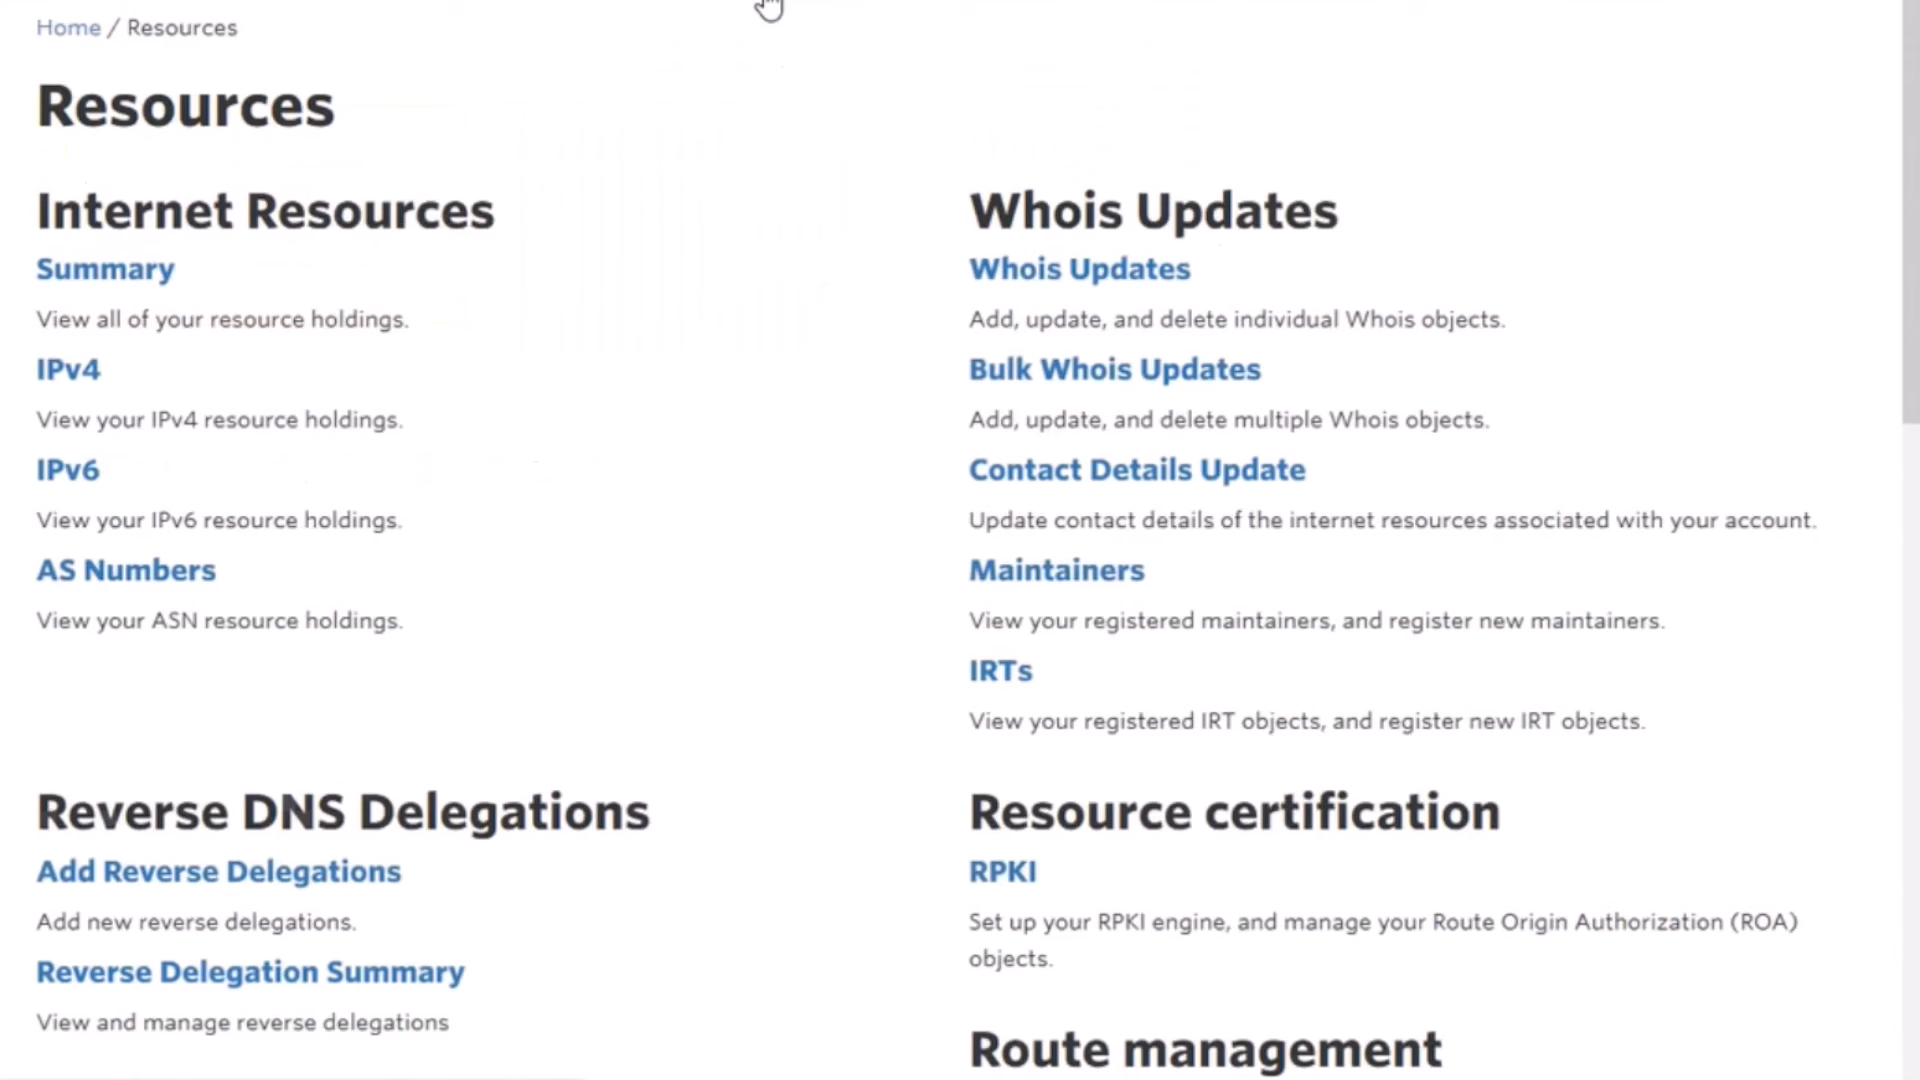 Home / Resources
Resources
Internet Resources
Summary
View all of your resource holdings.
IPv4
View your IPv4 resource holdings.
IPv6
View your IPv6 resource holdings.
AS Numbers
View your ASN resource holdings.
Whois Updates
Whois Updates
Add, update, and delete individual Whois objects.
Bulk Whois Updates
Add, update, and delete multiple Whois objects.
Contact Details Update
Update contact details of the internet resources associated with your account.
Maintainers
View your registered maintainers, and register new maintainers.
IRTs
View your registered IRT objects, and register new IRT objects.
Reverse DNS Delegations
Add Reverse Delegations
Add new reverse delegations.
Reverse Delegation Summary
View and manage reverse delegations
Resource certification
RPKI
Set up your RPKI engine, and manage your Route Origin Authorization (ROA)
objects.
Route management